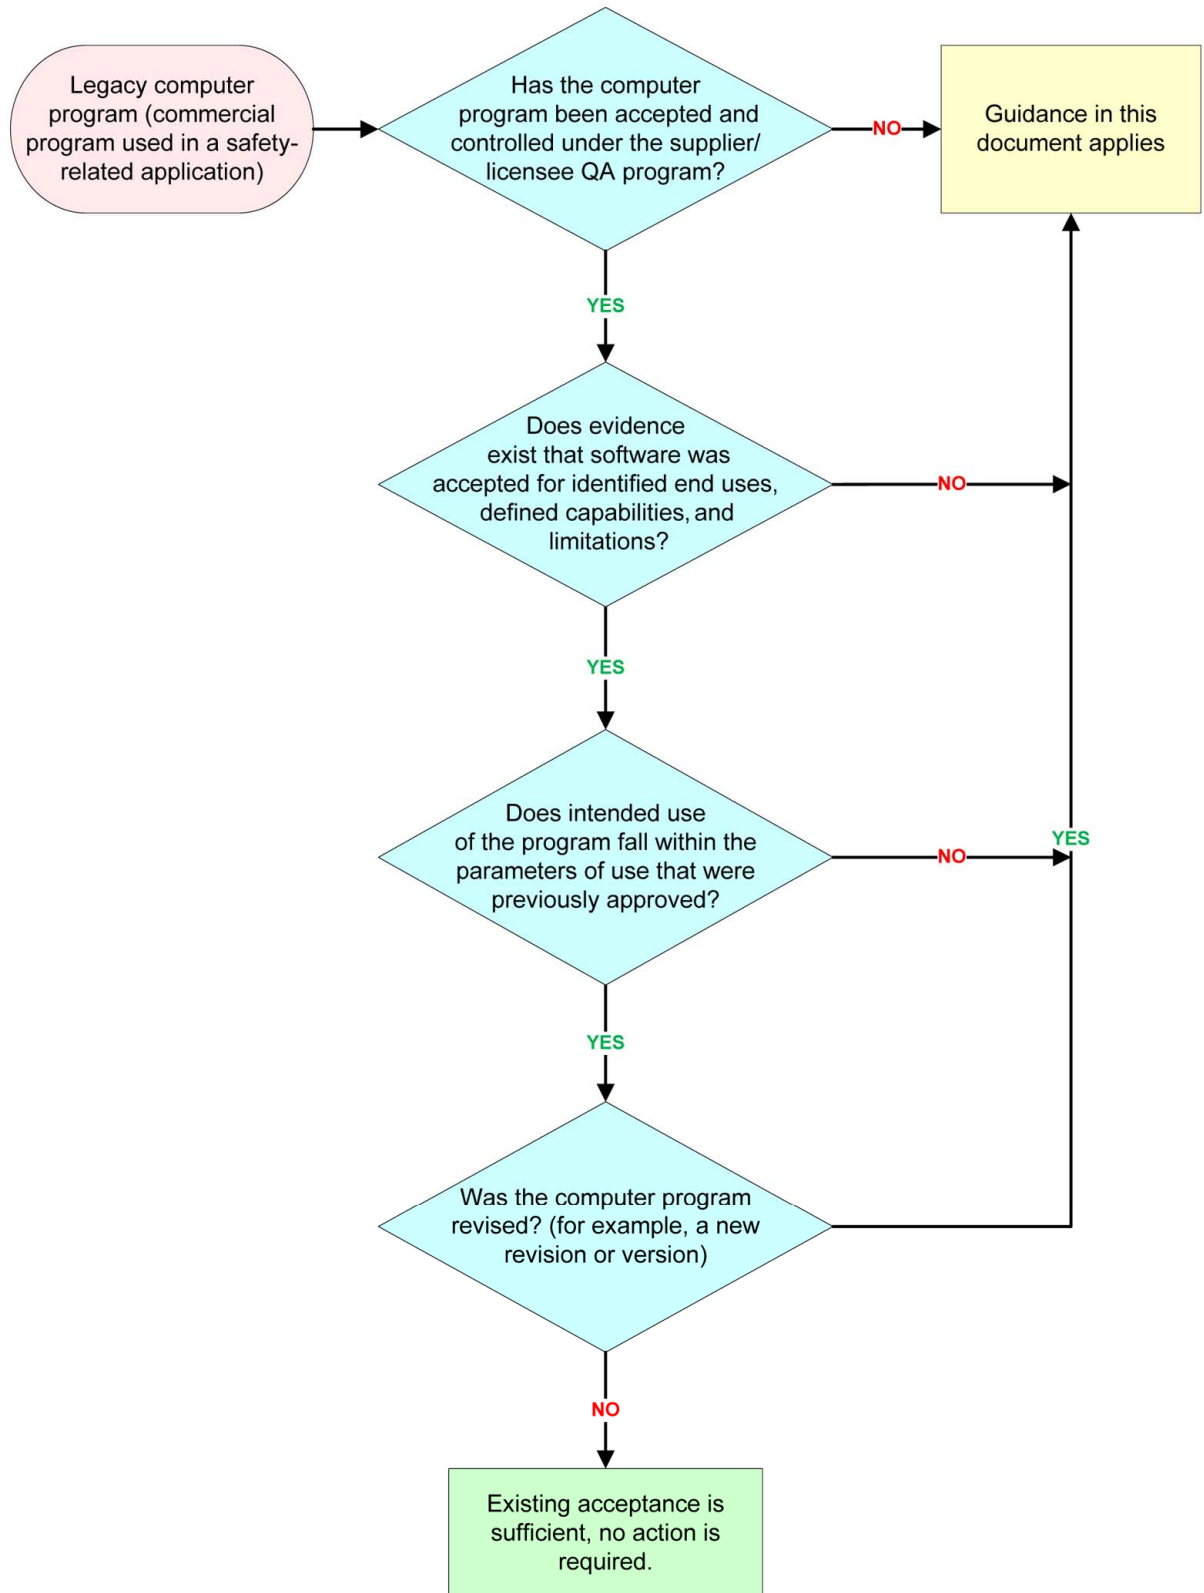 Legacy computer
program (commercial
program used in a safety-
related application)
Has the computer
program been accepted and
controlled under the supplier/
licensee QA program?
NO
Guidance in this
document applies
YES
Does evidence
exist that software was
accepted for identified end uses,
defined capabilities, and
limitations?
NO
YES
Does intended use
of the program fall within the
parameters of use that were
previously approved?
NO
YES
YES
Was the computer program
revised? (for example, a new
revision or version)
NO
Existing acceptance is
sufficient, no action is
required.